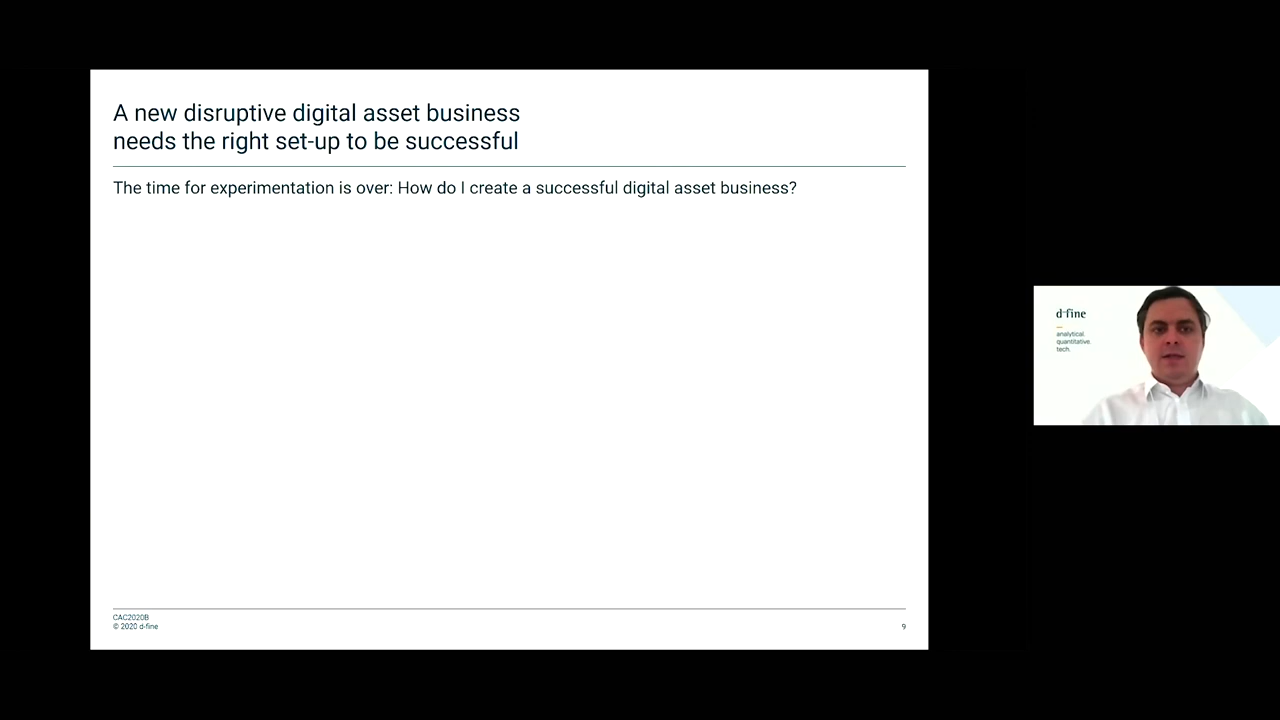 A new disruptive digital asset business
needs the right set-up to be successful
The time for experimentation is over: How do I create a successful digital asset business?
CAC2020B
© 2020 d-fine
9
d-fine
analytical.
quantitative.
tech.